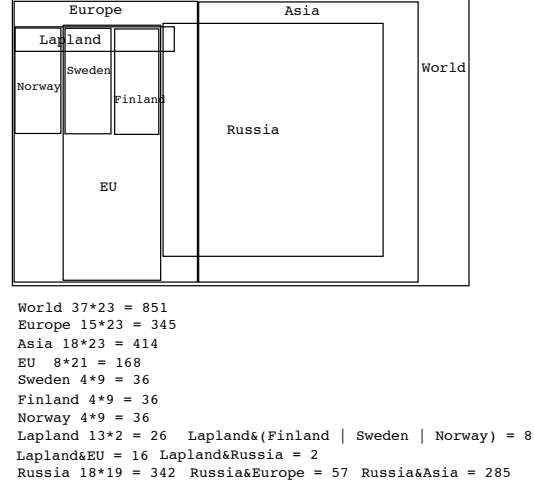 Europe Asia
Lapland
World
Sweden
Norway
Finland
Russia
EU
World 37*23 = 851
Europe 15*23 = 345
Asia 18*23 = 414
EU  8*21 = 168
Sweden 4*9 = 36
Finland 4*9 = 36
Norway 4*9 = 36
Lapland 13*2 = 26  Lapland&(Finland | Sweden | Norway) = 8
Lapland&EU = 16 Lapland&Russia = 2
Russia 18*19 = 342 Russia&Europe = 57 Russia&Asia = 285